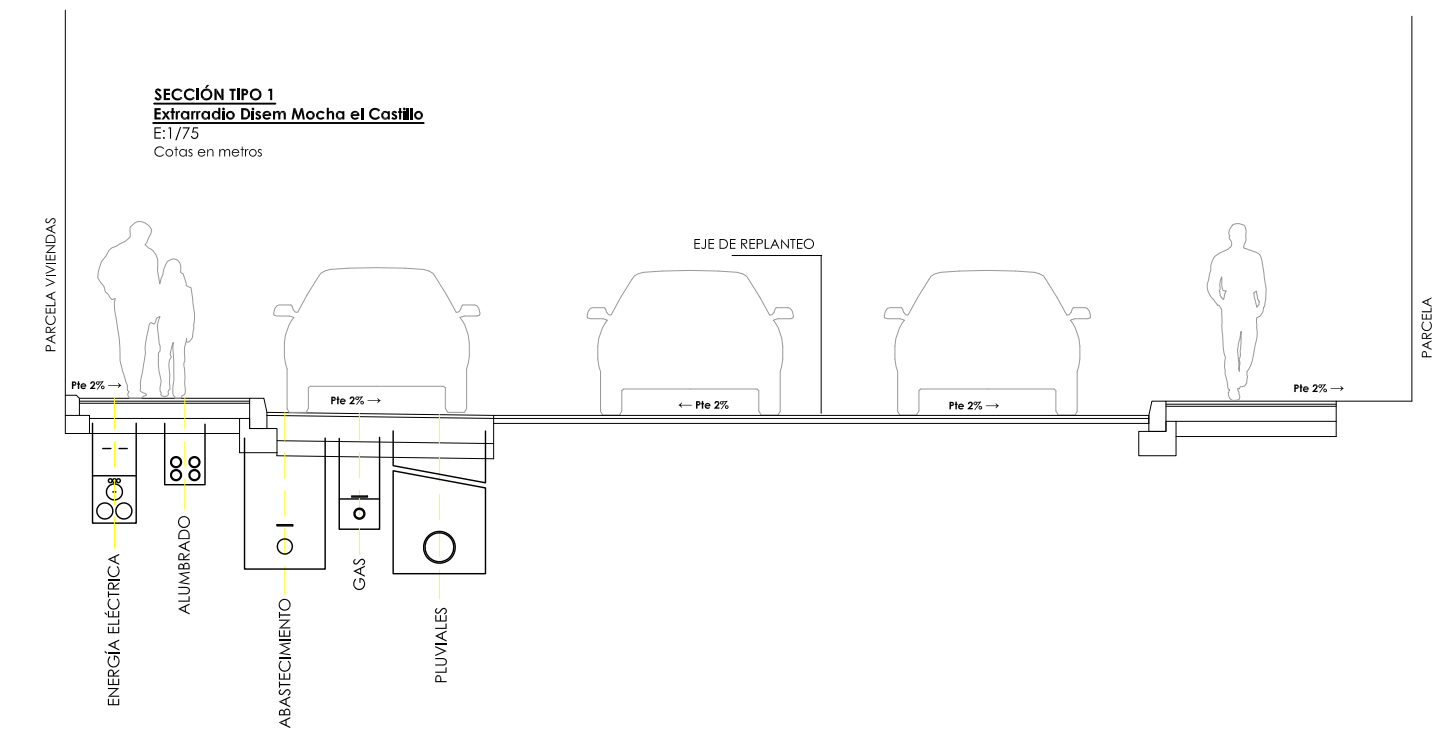 SECCIÓN TIPO 1
Extrarradio Disem Mocha el Castillo
E:1/75
Cotas en metros
PARCELA VIVIENDAS
EJE DE REPLANTEO
PARCELA
Pte 2% →
Pte 2% →
← Pte 2%
Pte 2% →
Pte 2% →
ENERGÍA ELÉCTRICA
ALUMBRADO
ABASTECIMIENTO
GAS
PLUVIALES